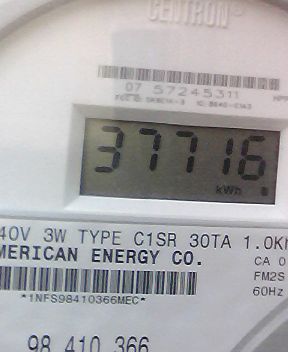 CENTRON®
07 57245311
37716
kWh
40V 3W TYPE C1SR 30TA 1.0Kh
MERICAN ENERGY CO.
CA 0
FM2S
60Hz
*1NFS98410366MEC*
98 410 366